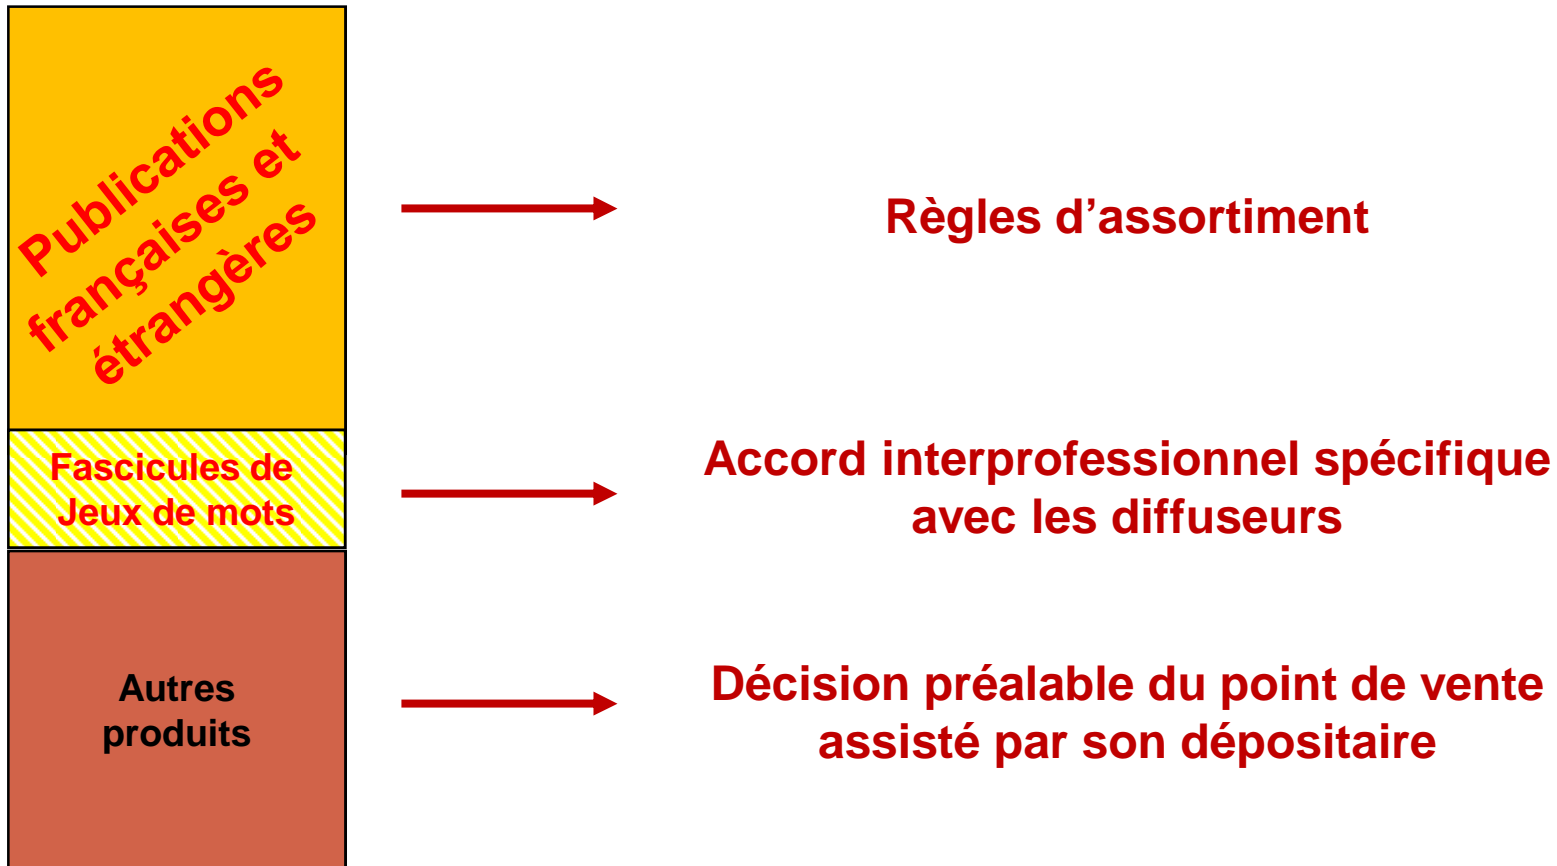 Publications
françaises et
étrangères
Règles d’assortiment
Fascicules de
Jeux de mots
Accord interprofessionnel spécifique
avec les diffuseurs
Autres
produits
Décision préalable du point de vente
assisté par son dépositaire